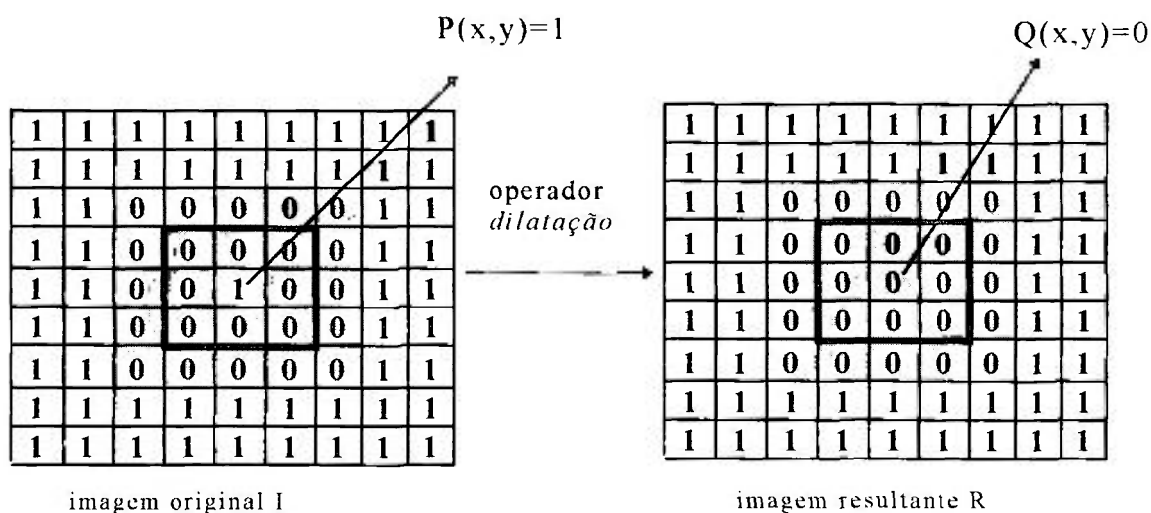 P(x,y)=1
Q(x,y)=0
1 1 1 1 1 1 1 1 1
1 1 1 1 1 1 1 1 1
1 1 0 0 0 0 0 1 1
1 1 0 0 0 0 0 1 1
1 1 0 0 1 0 0 1 1
1 1 0 0 0 0 0 1 1
1 1 0 0 0 0 0 1 1
1 1 1 1 1 1 1 1 1
1 1 1 1 1 1 1 1 1
operador
dilatação
1 1 1 1 1 1 1 1 1
1 1 1 1 1 1 1 1 1
1 1 0 0 0 0 0 1 1
1 1 0 0 0 0 0 1 1
1 1 0 0 0 0 0 1 1
1 1 0 0 0 0 0 1 1
1 1 0 0 0 0 0 1 1
1 1 1 1 1 1 1 1 1
1 1 1 1 1 1 1 1 1
imagem original I
imagem resultante R